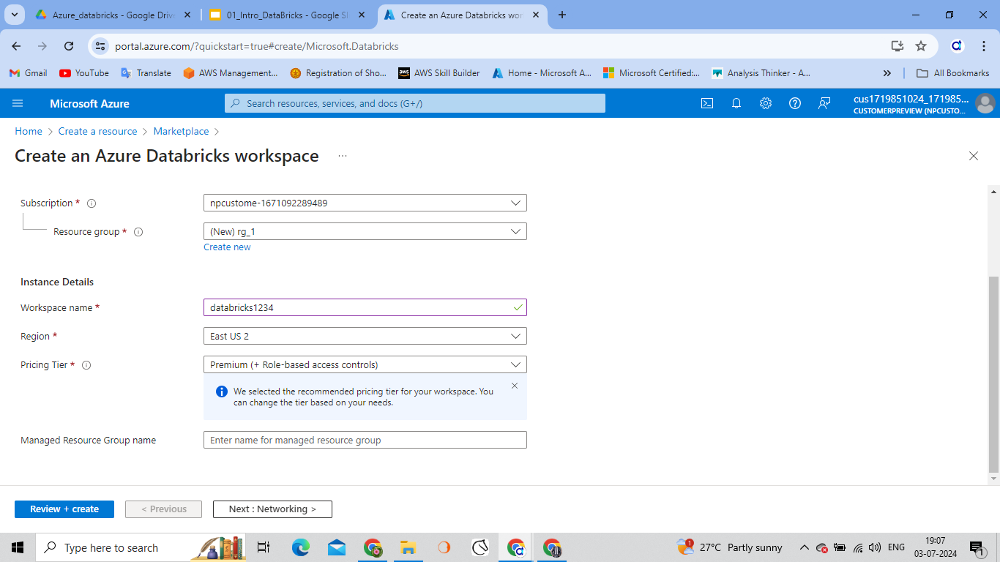 Azure_databricks - Google Drive
01_Intro_DataBricks - Google Sl
Create an Azure Databricks wor
portal.azure.com/?quickstart=true#create/Microsoft.Databricks
Gmail
YouTube
Translate
AWS Management...
Registration of Sho...
aws
AWS Skill Builder
Home - Microsoft A...
Microsoft Certified:...
Analysis Thinker - A...
All Bookmarks
Microsoft Azure
Search resources, services, and docs (G+/)
cus1719851024_171985...
CUSTOMERPREVIEW (NPCUSTO...
Home > Create a resource > Marketplace >
Create an Azure Databricks workspace ...
Subscription *
npcustome-1671092289489
Resource group *
(New) rg_1
Create new
Instance Details
Workspace name *
databricks1234
Region *
East US 2
Pricing Tier *
Premium (+ Role-based access controls)
We selected the recommended pricing tier for your workspace. You
can change the tier based on your needs.
Managed Resource Group name
Enter name for managed resource group
Review + create
< Previous
Next : Networking >
Type here to search
1
27°C Partly sunny
ENG
19:07
03-07-2024
1